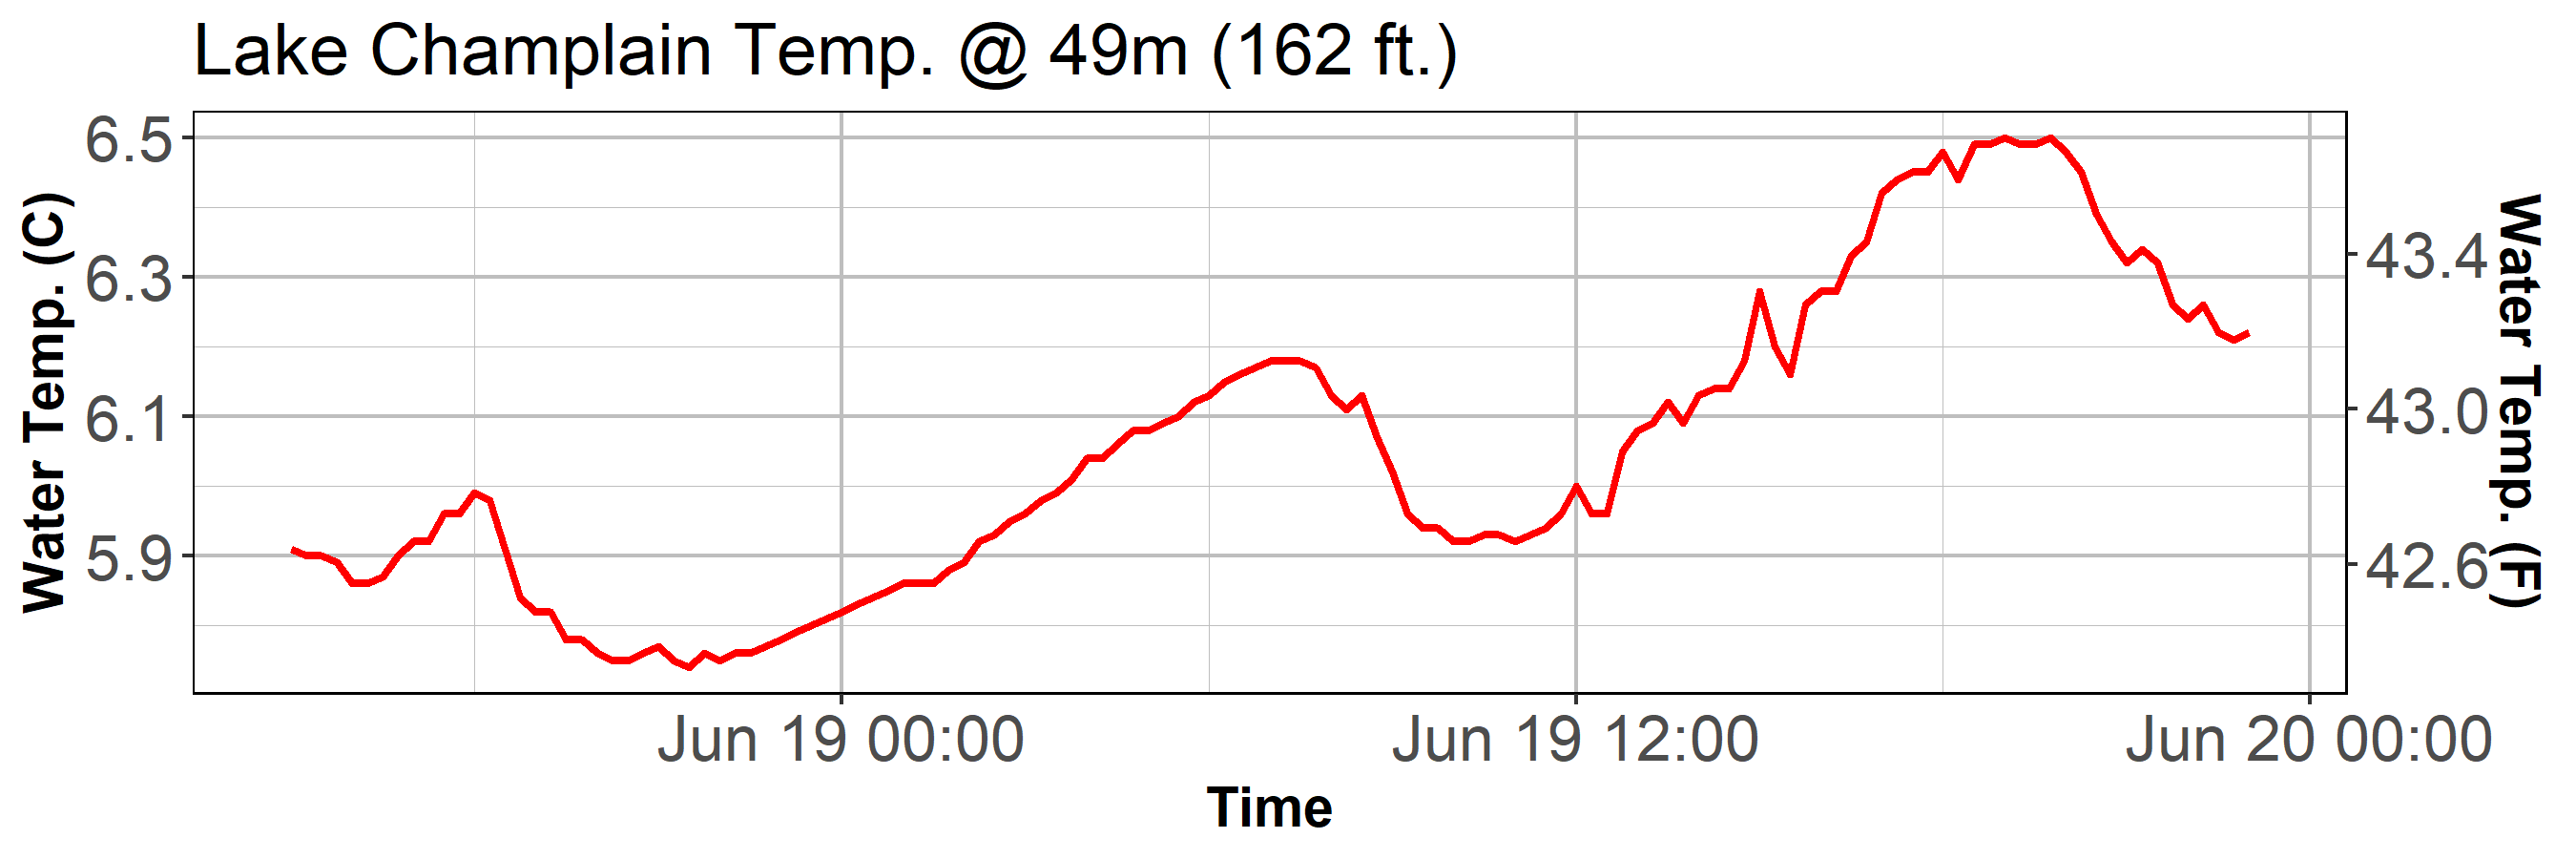 Lake Champlain Temp. @ 49m (162 ft.)
Water Temp. (C)
6.5
6.3
6.1
5.9
43.4
43.0
42.6
Water Temp. (F)
Jun 19 00:00
Jun 19 12:00
Jun 20 00:00
Time